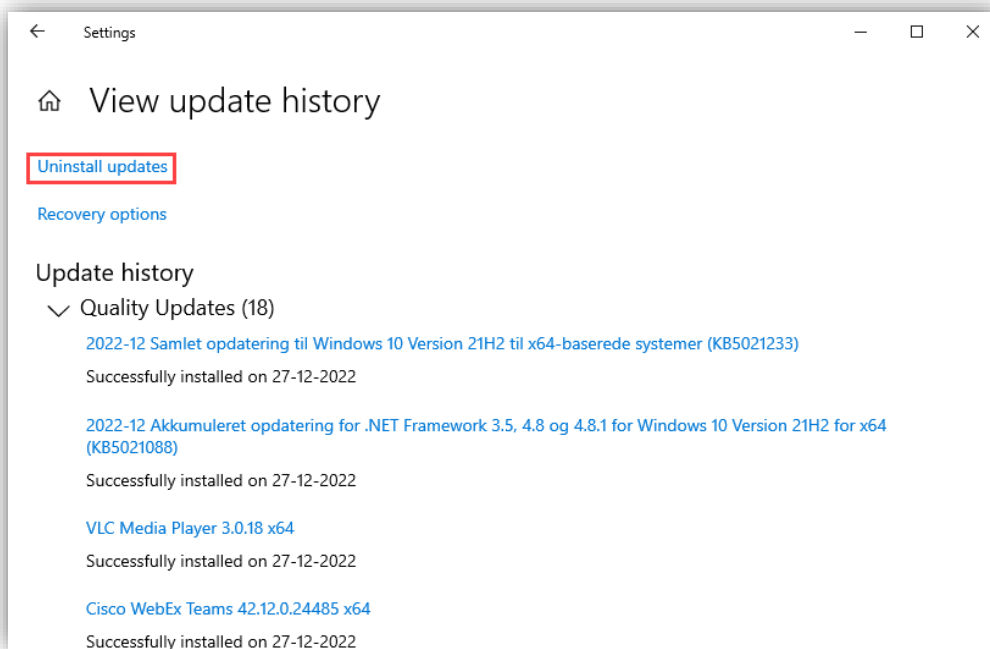 Settings
View update history
Uninstall updates
Recovery options
Update history
Quality Updates (18)
2022-12 Samlet opdatering til Windows 10 Version 21H2 til x64-baserede systemer (KB5021233)
Successfully installed on 27-12-2022
2022-12 Akkumuleret opdatering for .NET Framework 3.5, 4.8 og 4.8.1 for Windows 10 Version 21H2 for x64
(KB5021088)
Successfully installed on 27-12-2022
VLC Media Player 3.0.18 x64
Successfully installed on 27-12-2022
Cisco WebEx Teams 42.12.0.24485 x64
Successfully installed on 27-12-2022